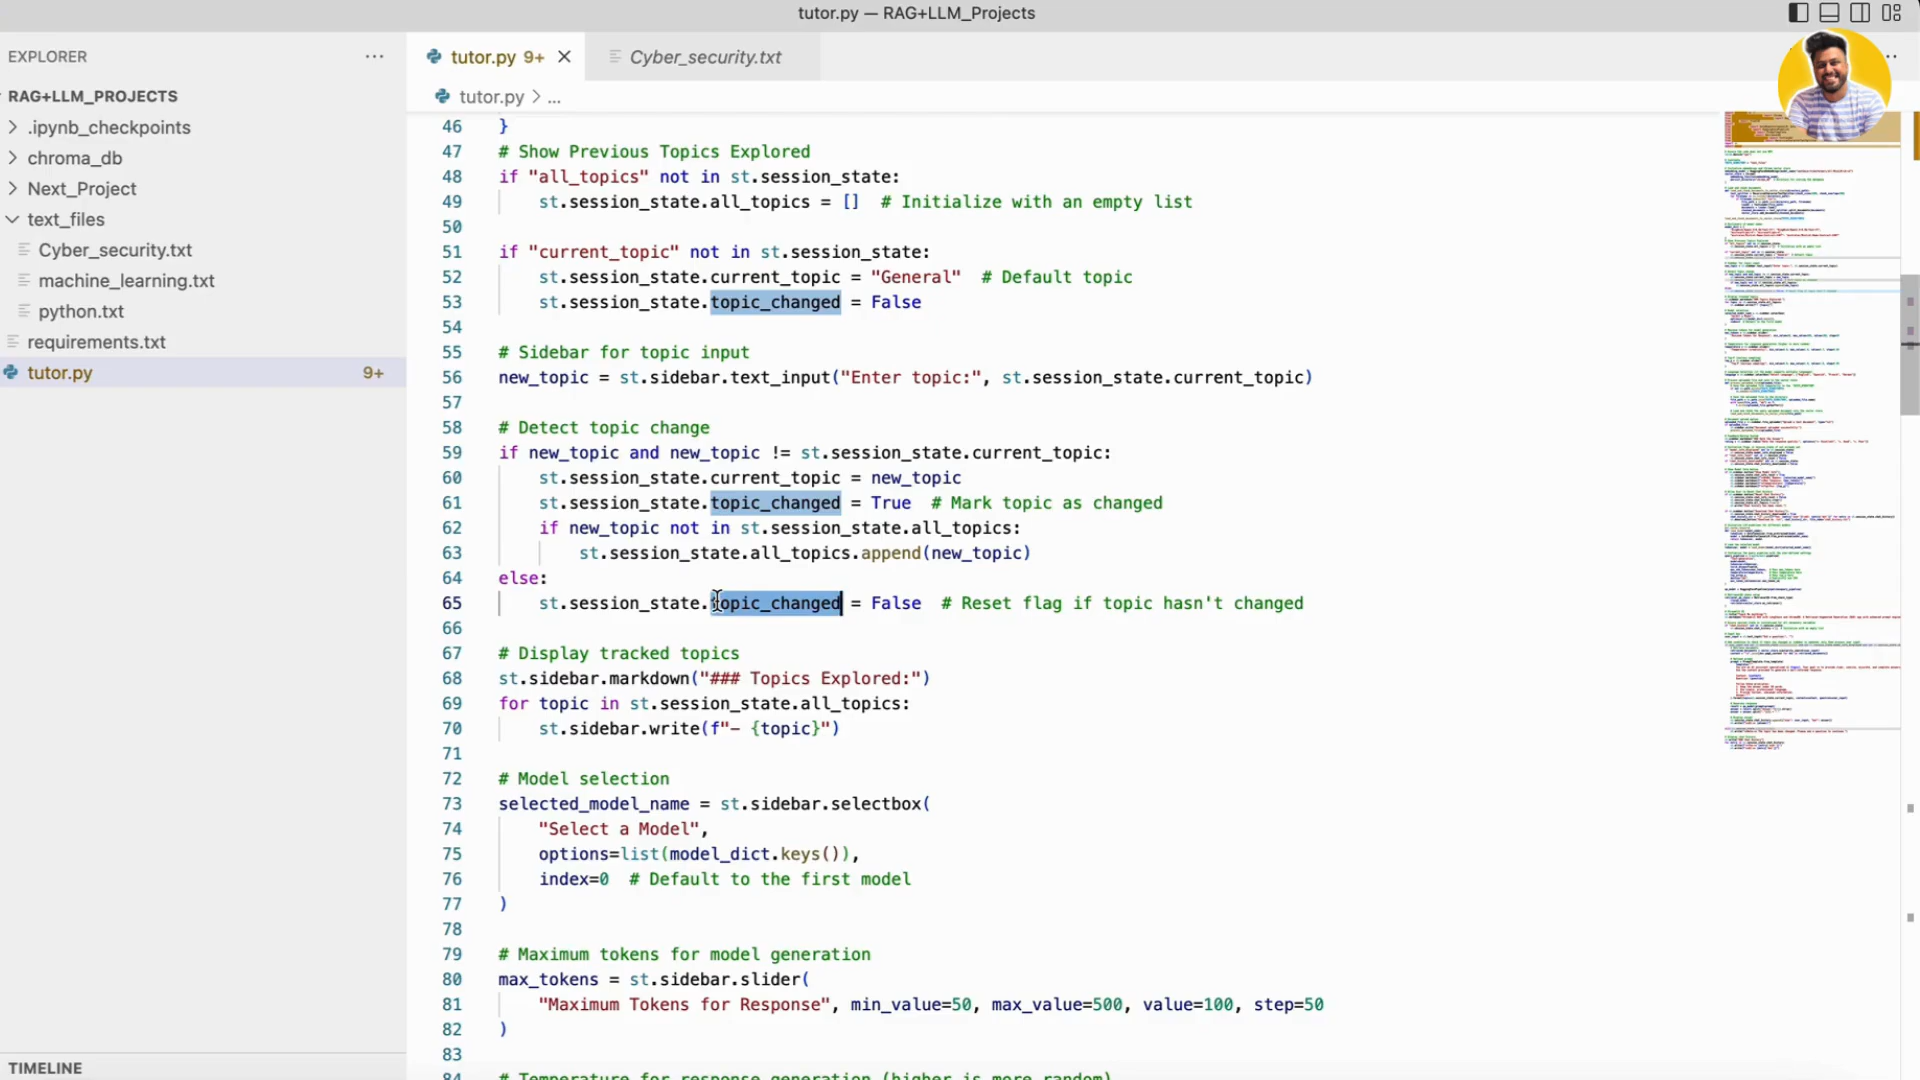 tutor.py — RAG+LLM_Projects
EXPLORER
tutor.py 9+
Cyber_security.txt
RAG+LLM_PROJECTS
.ipynb_checkpoints
chroma_db
Next_Project
text_files
Cyber_security.txt
machine_learning.txt
python.txt
requirements.txt
tutor.py 9+
TIMELINE
tutor.py > ...
46 }
47 # Show Previous Topics Explored
48 if "all_topics" not in st.session_state:
49 st.session_state.all_topics = [] # Initialize with an empty list
50
51 if "current_topic" not in st.session_state:
52 st.session_state.current_topic = "General" # Default topic
53 st.session_state.topic_changed = False
54
55 # Sidebar for topic input
56 new_topic = st.sidebar.text_input("Enter topic:", st.session_state.current_topic)
57
58 # Detect topic change
59 if new_topic and new_topic != st.session_state.current_topic:
60 st.session_state.current_topic = new_topic
61 st.session_state.topic_changed = True # Mark topic as changed
62 if new_topic not in st.session_state.all_topics:
63 st.session_state.all_topics.append(new_topic)
64 else:
65 st.session_state.topic_changed = False # Reset flag if topic hasn't changed
66
67 # Display tracked topics
68 st.sidebar.markdown("### Topics Explored:")
69 for topic in st.session_state.all_topics:
70 st.sidebar.write(f"– {topic}")
71
72 # Model selection
73 selected_model_name = st.sidebar.selectbox(
74 "Select a Model",
75 options=list(model_dict.keys()),
76 index=0 # Default to the first model
77 )
78
79 # Maximum tokens for model generation
80 max_tokens = st.sidebar.slider(
81 "Maximum Tokens for Response", min_value=50, max_value=500, value=100, step=50
82 )
83
84 # Temperature for response generation (higher is more random)